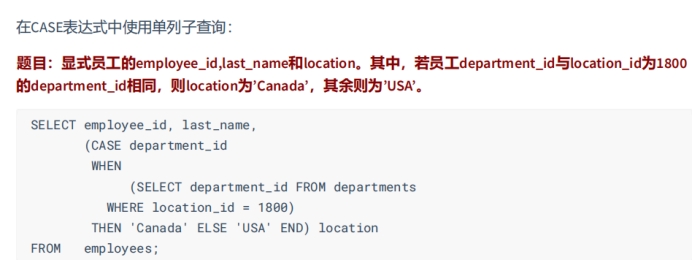 在CASE表达式中使用单列子查询：
题目：显式员工的employee_id,last_name和location。其中，若员工department_id与location_id为1800
的department_id相同，则location为’Canada’，其余则为’USA’。
SELECT employee_id, last_name,
(CASE department_id
WHEN
(SELECT department_id FROM departments
WHERE location_id = 1800)
THEN 'Canada' ELSE 'USA' END) location
FROM   employees;